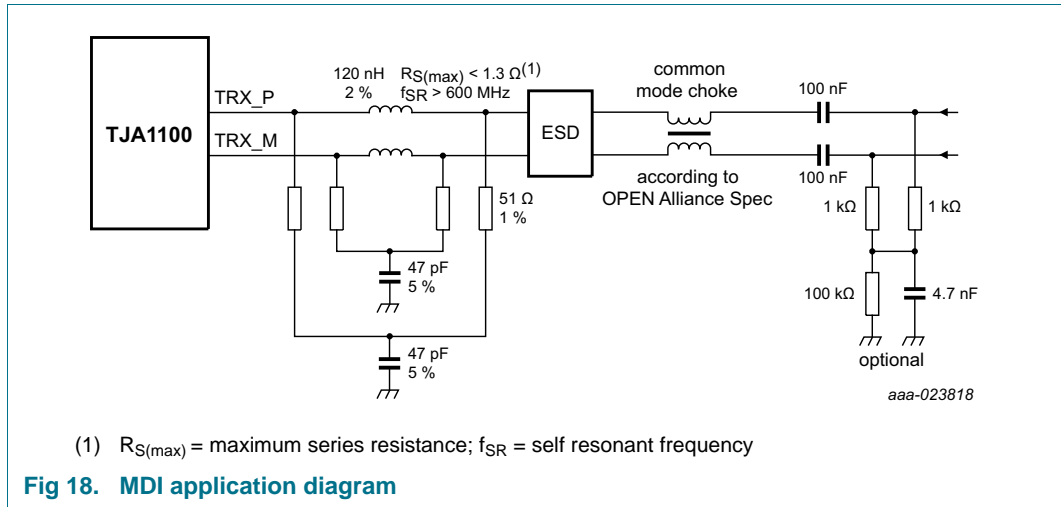 TJA1100
TRX_P
TRX_M
120 nH
2 %
RS(max) < 1.3 Ω(1)
fSR > 600 MHz
ESD
common
mode choke
according to
OPEN Alliance Spec
100 nF
100 nF
51 Ω
1 %
47 pF
5 %
47 pF
5 %
1 kΩ
1 kΩ
100 kΩ
4.7 nF
optional
aaa-023818
(1) RS(max) = maximum series resistance; fSR = self resonant frequency
Fig 18. MDI application diagram